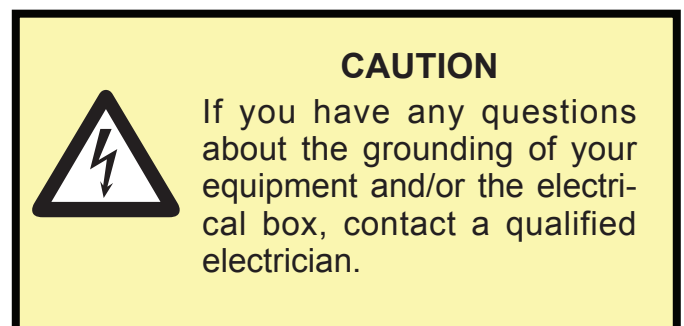 CAUTION
If you have any questions
about the grounding of your
equipment and/or the electri-
cal box, contact a qualified
electrician.